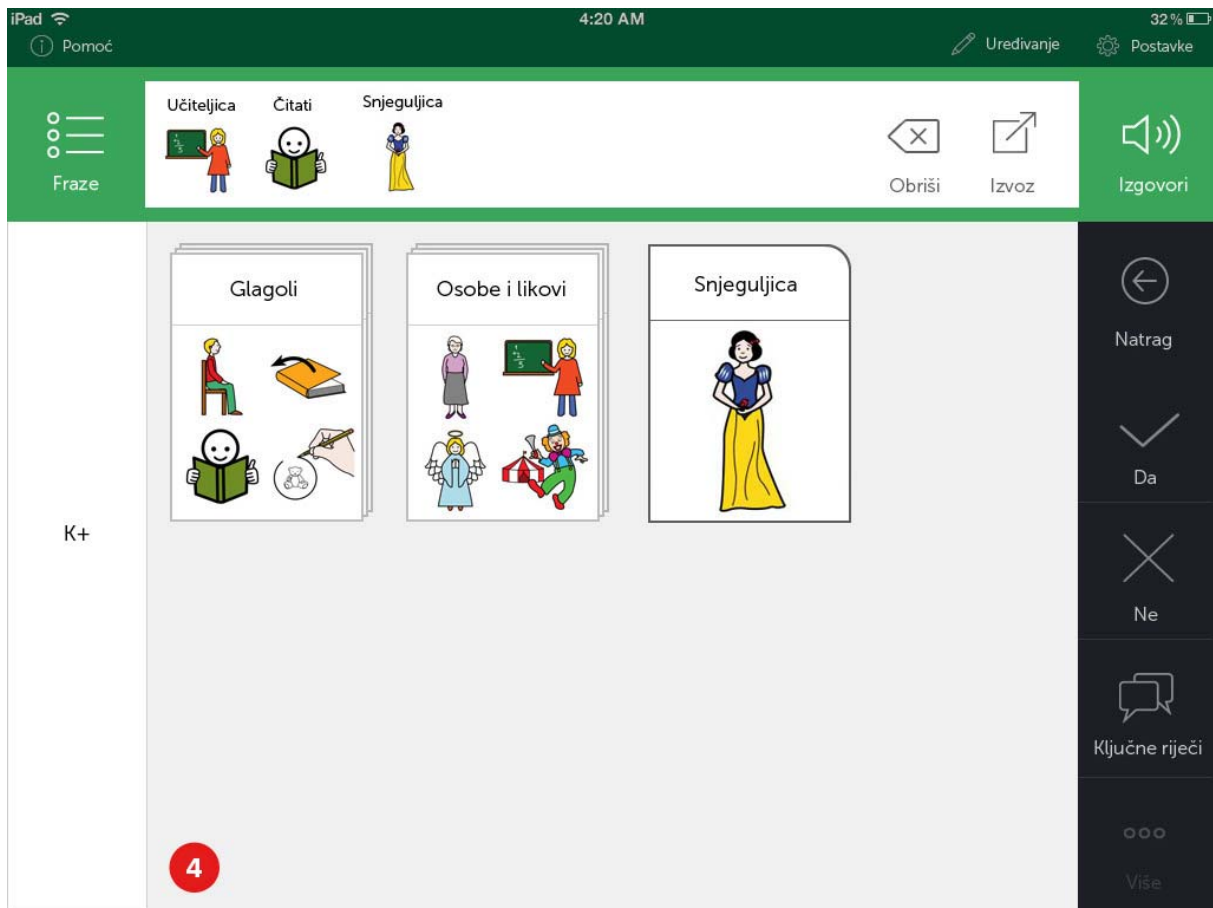 iPad
4:20 AM
32 %
Pomoć
Uređivanje
Postavke
Fraze
Učiteljica
Čitati
Snjeguljica
Obriši
Izvoz
Izgovori
K+
Glagoli
Osobe i likovi
Snjeguljica
Natrag
Da
Ne
Ključne riječi
Više
4